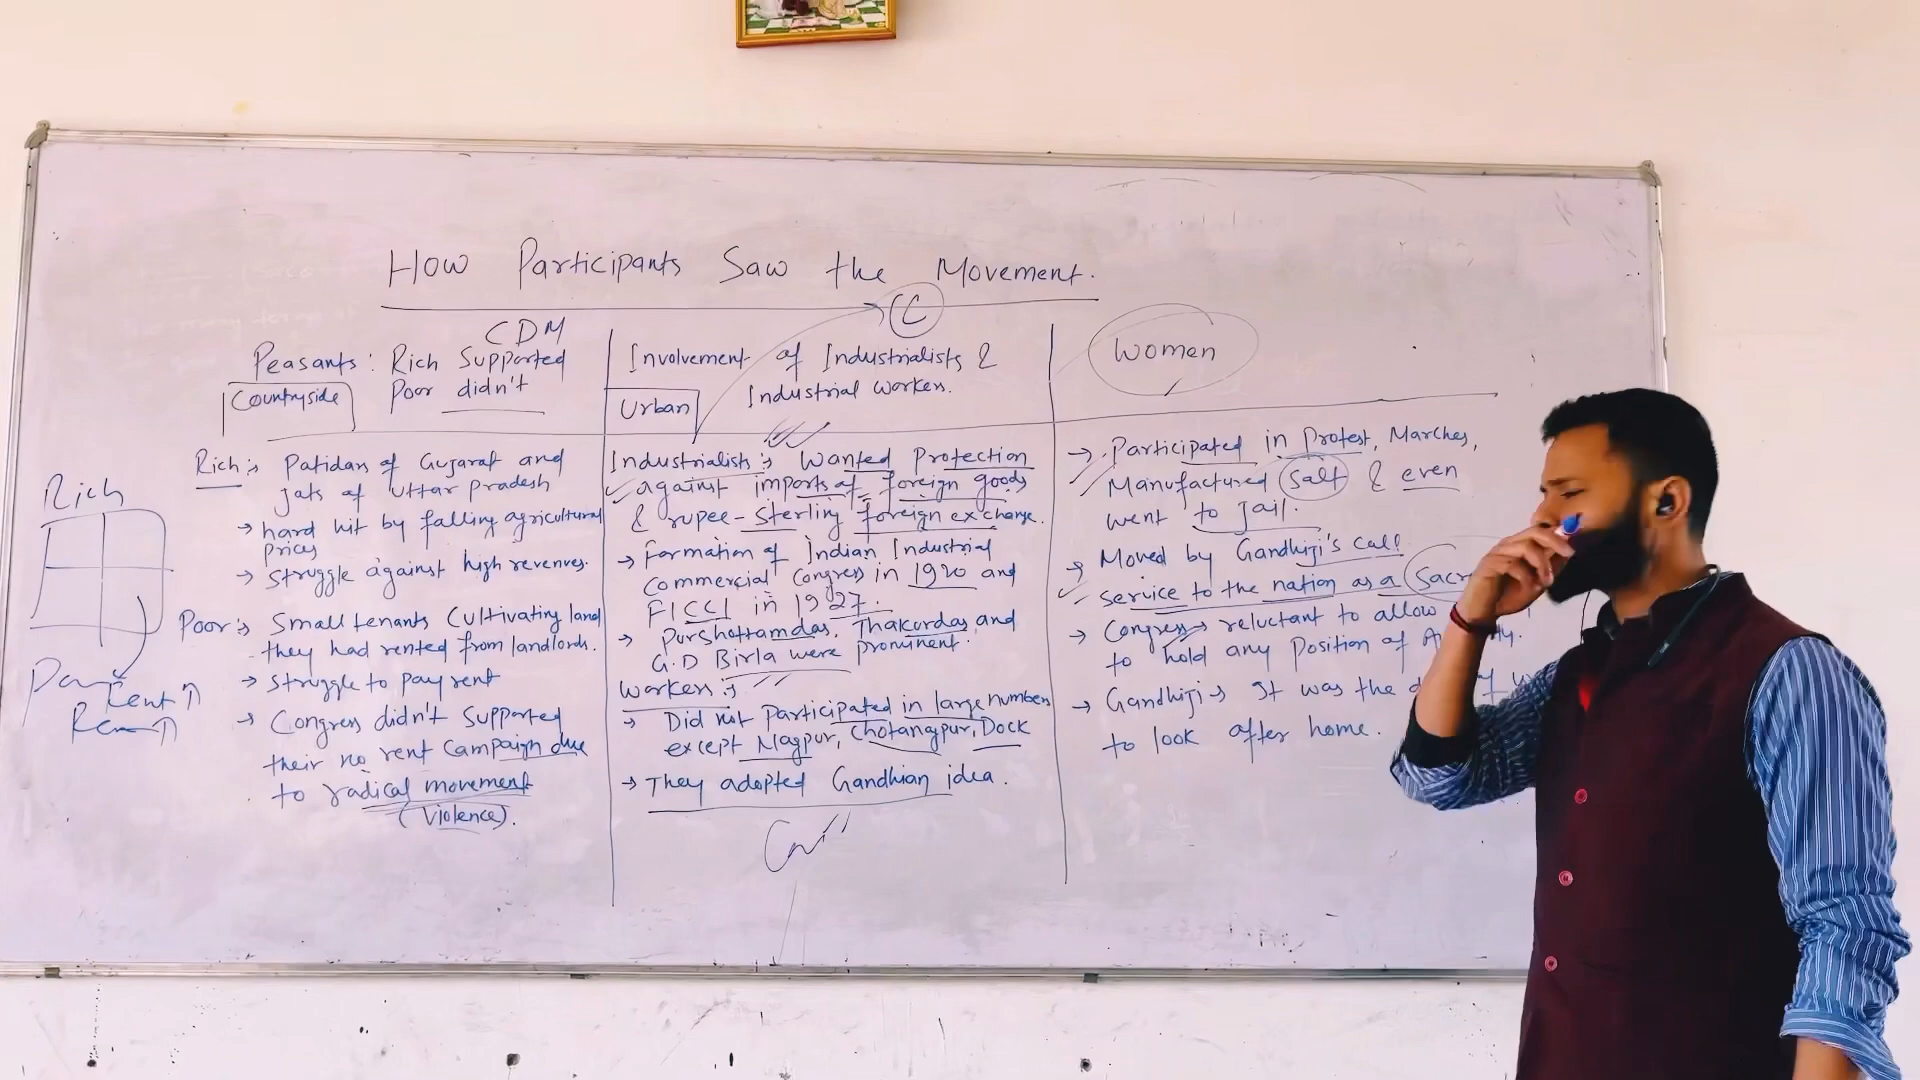 How Participants Saw the Movement.
C
CDM
Peasants: Rich Supported
Poor didn't
Countryside
Rich:→ Patidars of Gujarat and
Jats of Uttar Pradesh
→ hard hit by falling agricultural
prices
→ Struggle against high revenues.
Poor:→ Small tenants Cultivating land
they had rented from landlords.
→ Struggle to pay rent
→ Congress didn't Supported
their no rent campaign due
to radical movement
(Violence).
Rich
Rent ↑
Involvement of Industrialists &
Industrial workers.
Urban
Industrialists:→ Wanted Protection
against imports of foreign goods
& rupee-Sterling foreign exchange.
→ Formation of Indian Industrial
Commercial Congress in 1920 and
FICCI in 1927.
→ Purshottamdas, Thakurdas and
G.D Birla were prominent.
Workers:→
→ Did not Participated in large numbers
except Nagpur, Chotanagpur, Dock
→ They adopted Gandhian idea.
Women
→ Participated in Protest, Marches,
Manufactured Salt & even
went to Jail.
→ Moved by Gandhiji's Call
Service to the nation as a
→ Congress→ reluctant to allow
to hold any Position of
→ Gandhiji→ It was the
to look after home.